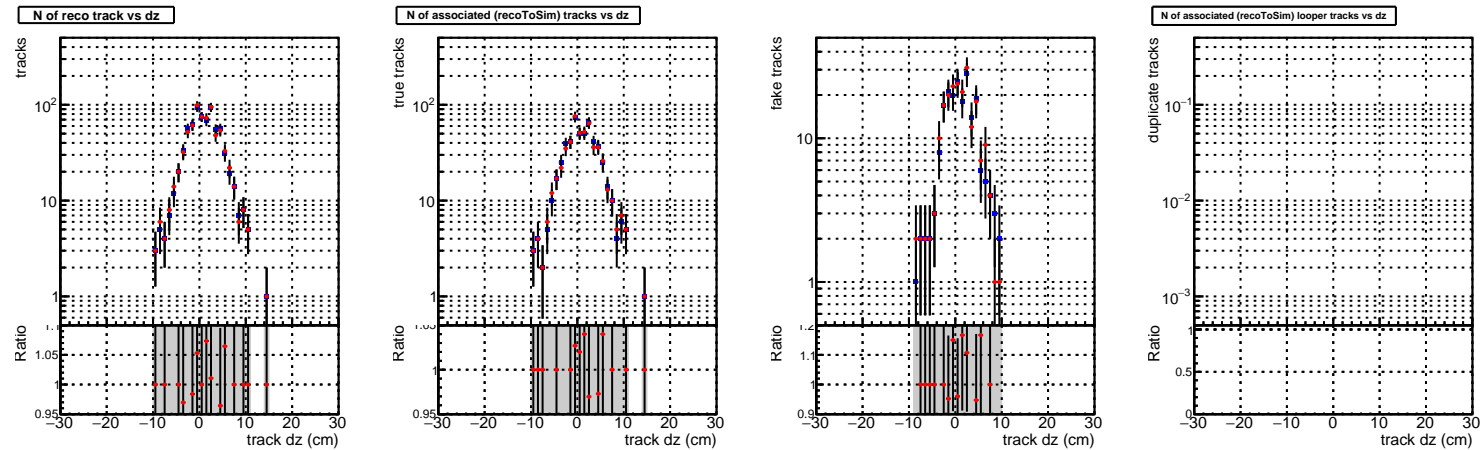 N of reco track vs dz
tracks
10²
10
1
Ratio
1.1
1.05
1
0.95
−30 −20 −10 0 10 20 30
track dz (cm)
N of associated (recoToSim) tracks vs dz
true tracks
10²
10
1
Ratio
1.05
1
0.95
−30 −20 −10 0 10 20 30
track dz (cm)
fake tracks
10
1
Ratio
1.2
1.1
1
0.9
−30 −20 −10 0 10 20 30
track dz (cm)
N of associated (recoToSim) looper tracks vs dz
duplicate tracks
10⁻¹
10⁻²
10⁻³
Ratio
1
0.5
0
−30 −20 −10 0 10 20 30
track dz (cm)